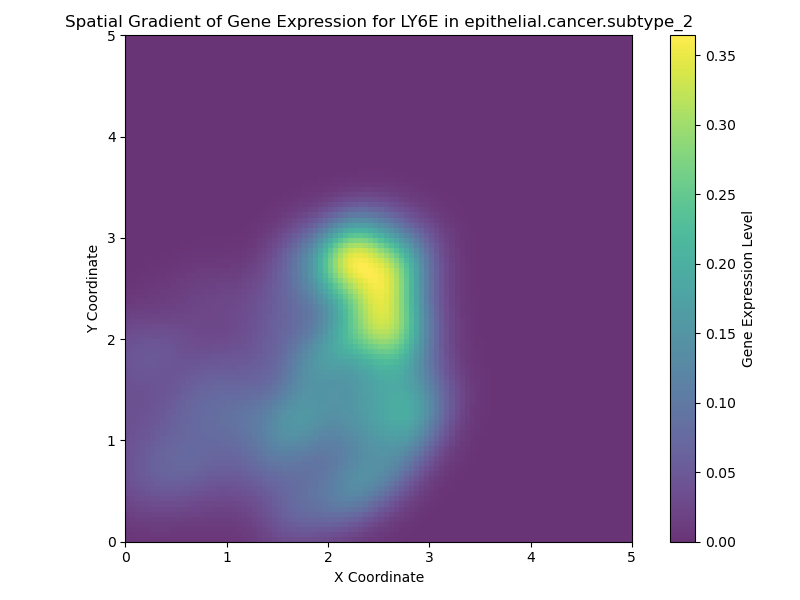 Spatial Gradient of Gene Expression for LY6E in epithelial.cancer.subtype_2
5
4
3
2
1
0
Y Coordinate
0 1 2 3 4 5
X Coordinate
0.35
0.30
0.25
0.20
0.15
0.10
0.05
0.00
Gene Expression Level